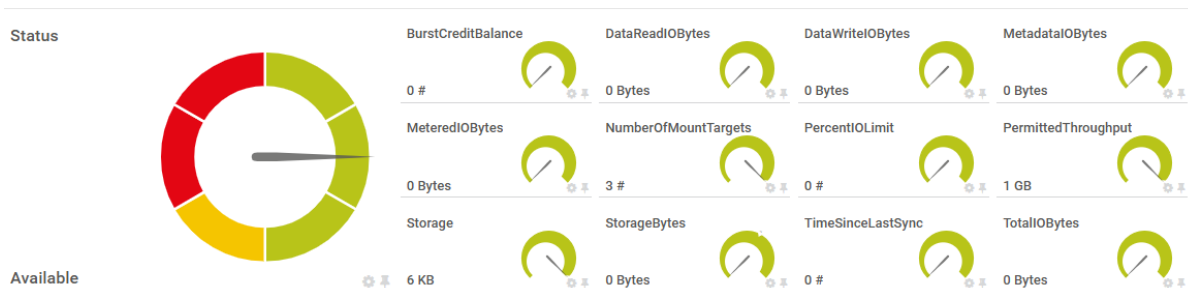 Status
Available
BurstCreditBalance
0 #
DataReadIOBytes
0 Bytes
DataWriteIOBytes
0 Bytes
MetadataIOBytes
0 Bytes
MeteredIOBytes
0 Bytes
NumberOfMountTargets
3 #
PercentIOLimit
0 #
PermittedThroughput
1 GB
Storage
6 KB
StorageBytes
0 Bytes
TimeSinceLastSync
0 #
TotalIOBytes
0 Bytes